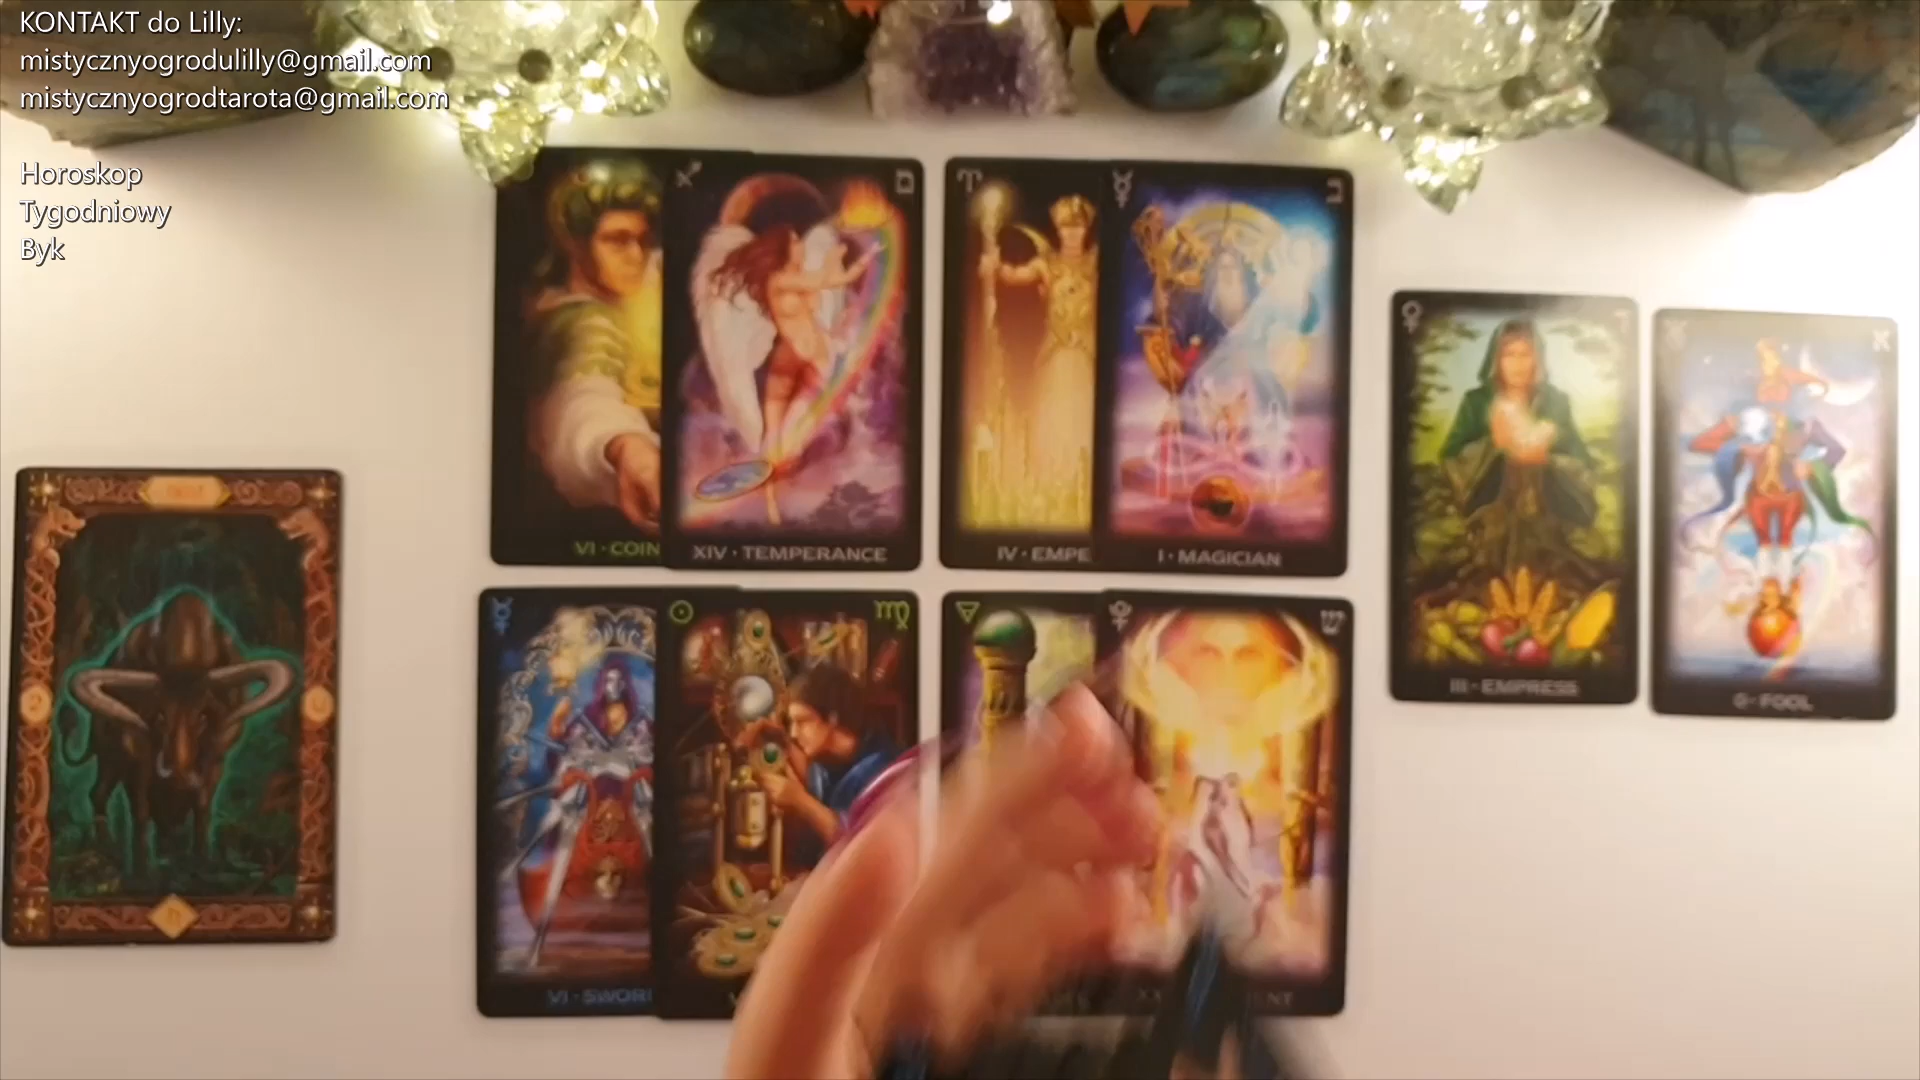 KONTAKT do Lilly:
mistycznyogrodulilly@gmail.com
mistycznyogrodtarota@gmail.com
Horoskop
Tygodniowy
Byk
VI · COIN
XIV · TEMPERANCE
IV · EMPE
I · MAGICIAN
III · EMPRESS
0 · FOOL
VI · SWOR